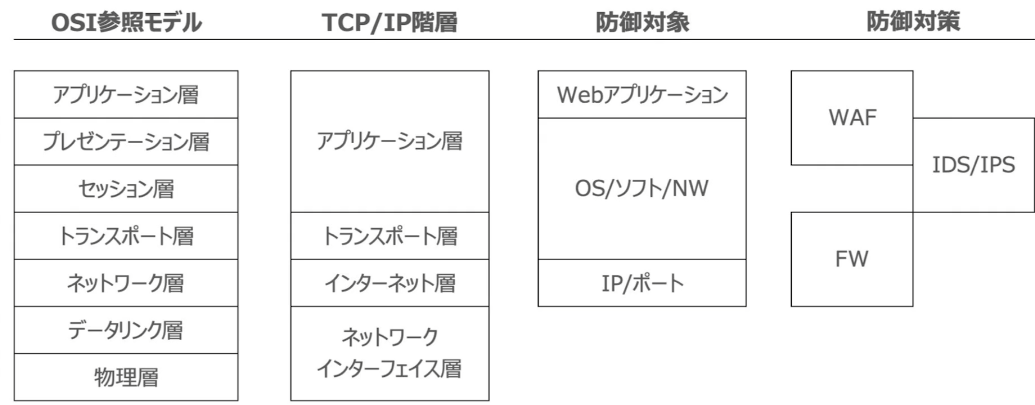 OSI参照モデル
TCP/IP階層
防御対象
防御対策
アプリケーション層
プレゼンテーション層
セッション層
トランスポート層
ネットワーク層
データリンク層
物理層
アプリケーション層
トランスポート層
インターネット層
ネットワーク
インターフェイス層
Webアプリケーション
OS/ソフト/NW
IP/ポート
WAF
IDS/IPS
FW